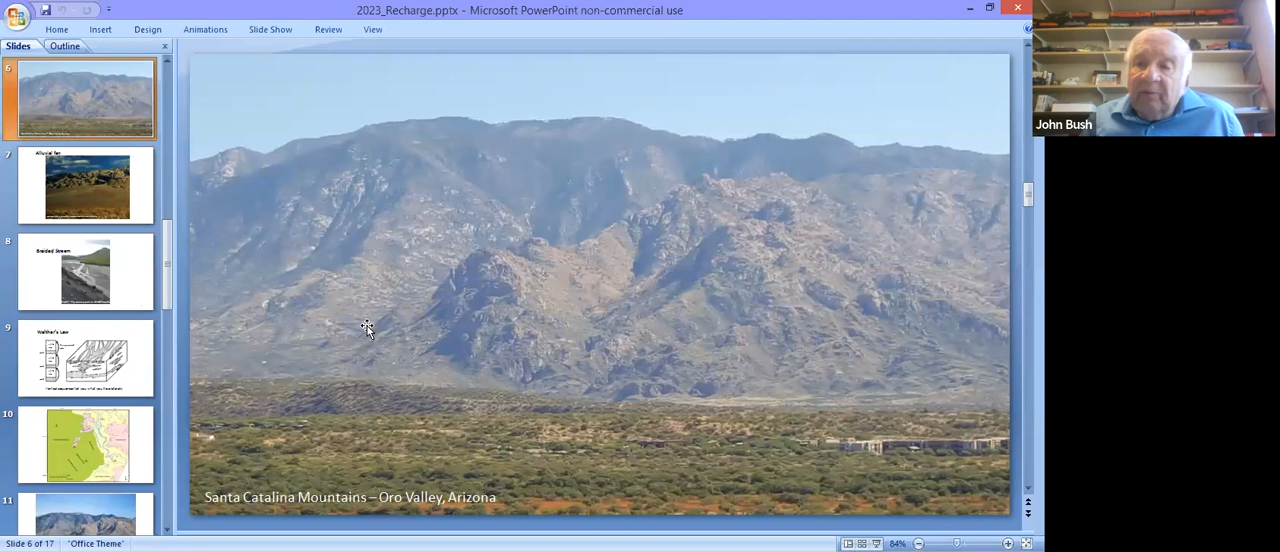 2023_Recharge.pptx - Microsoft PowerPoint non-commercial use
Home Insert Design Animations Slide Show Review View
Slides Outline
6
7
Alluvial fan
8
Braided Stream
9
Walther's Law
10
11
Santa Catalina Mountains – Oro Valley, Arizona
Slide 6 of 17 "Office Theme" 84%
John Bush